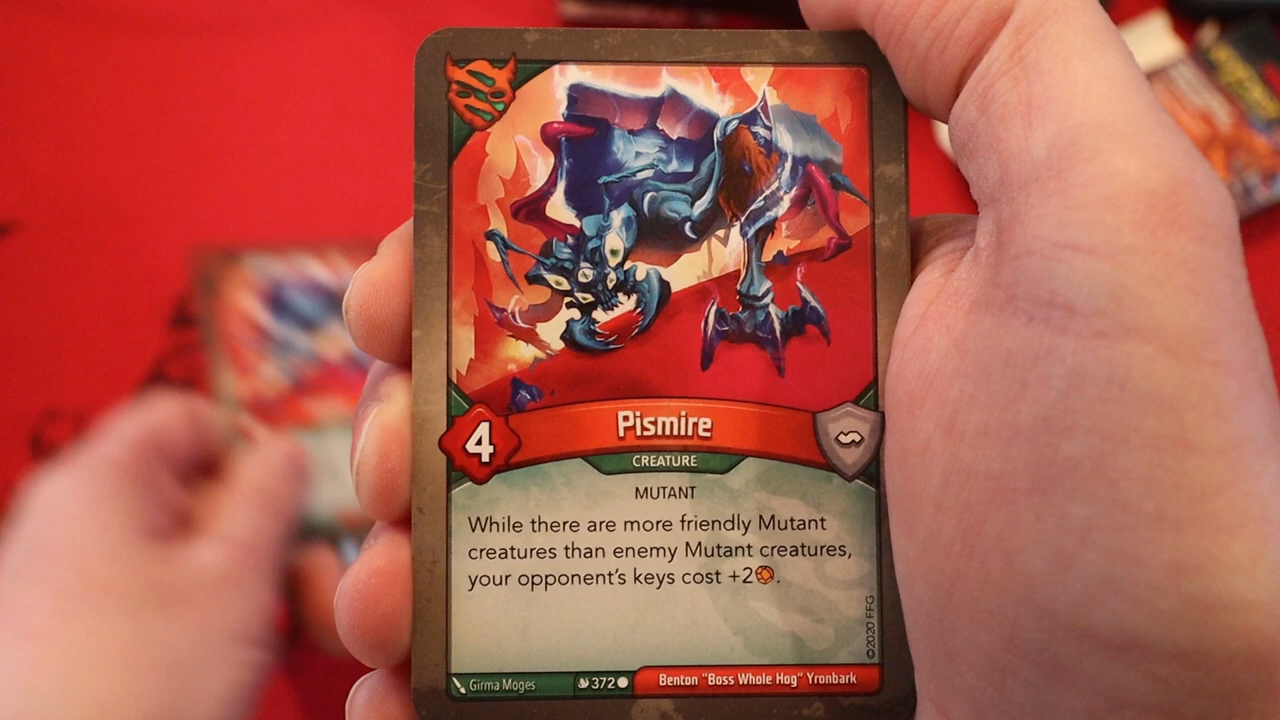 Pismire
4
CREATURE
MUTANT
While there are more friendly Mutant
creatures than enemy Mutant creatures,
your opponent's keys cost +2.
©2020 FFG
Girma Moges
372
Benton "Boss Whole Hog" Yronbark